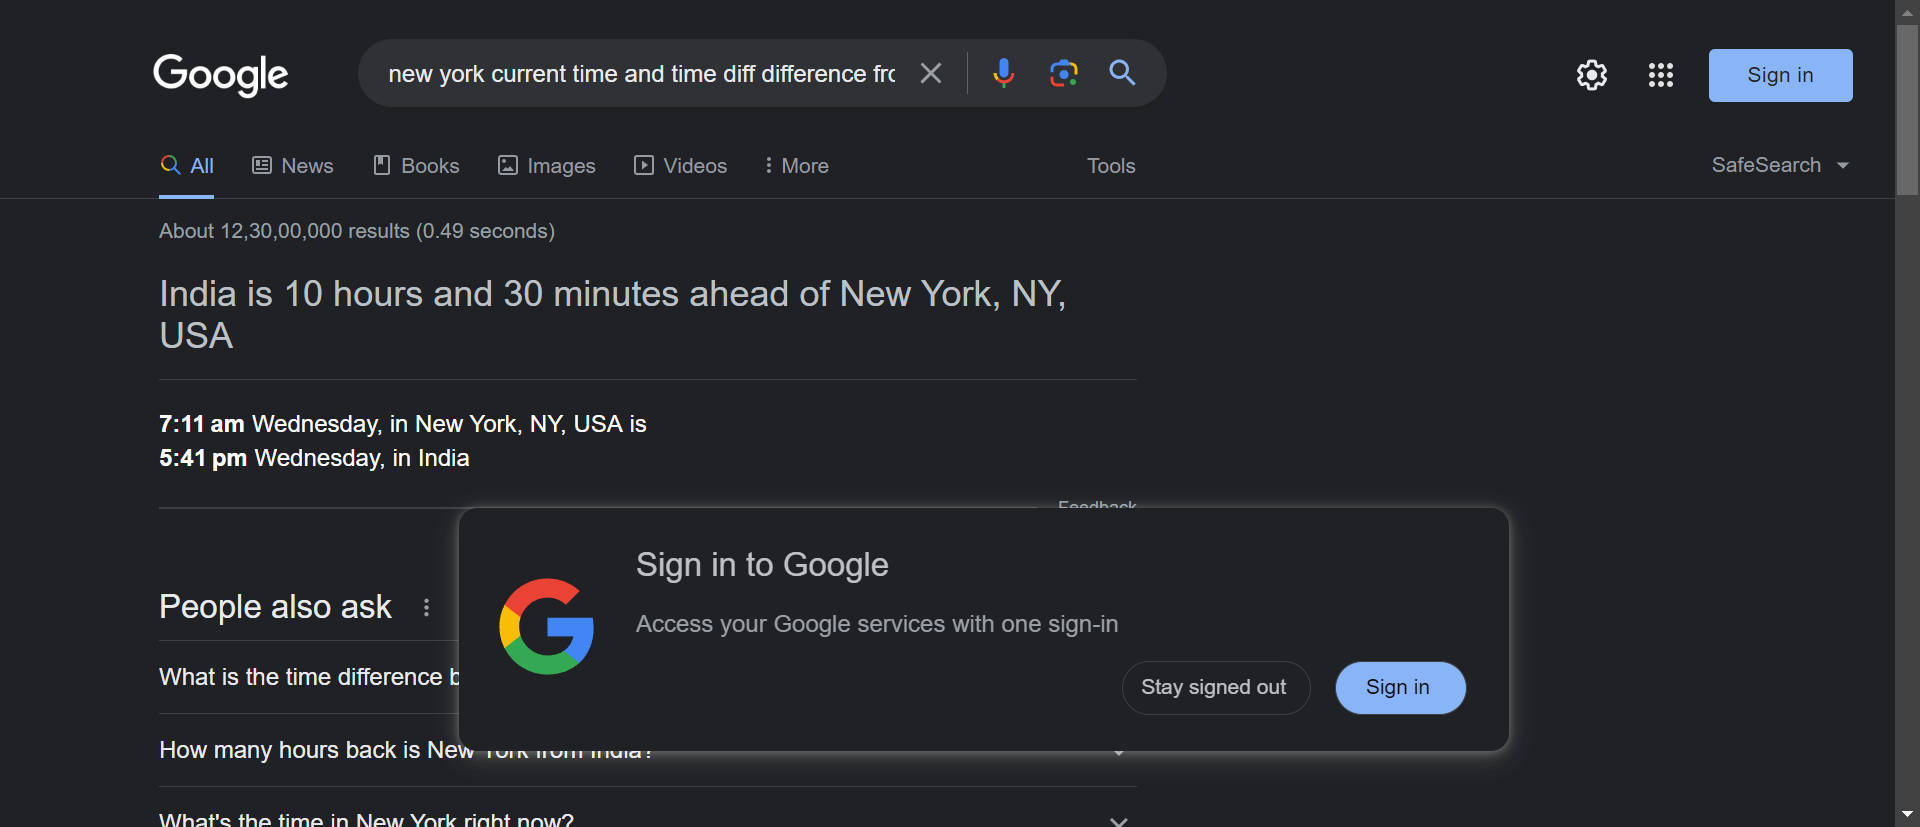 Google
new york current time and time diff difference frc
Sign in
All
News
Books
Images
Videos
More
Tools
SafeSearch
About 12,30,00,000 results (0.49 seconds)
India is 10 hours and 30 minutes ahead of New York, NY,
USA
7:11 am Wednesday, in New York, NY, USA is
5:41 pm Wednesday, in India
Feedback
Sign in to Google
Access your Google services with one sign-in
Stay signed out
Sign in
People also ask
What is the time difference b
How many hours back is New York from India?
What's the time in New York right now?